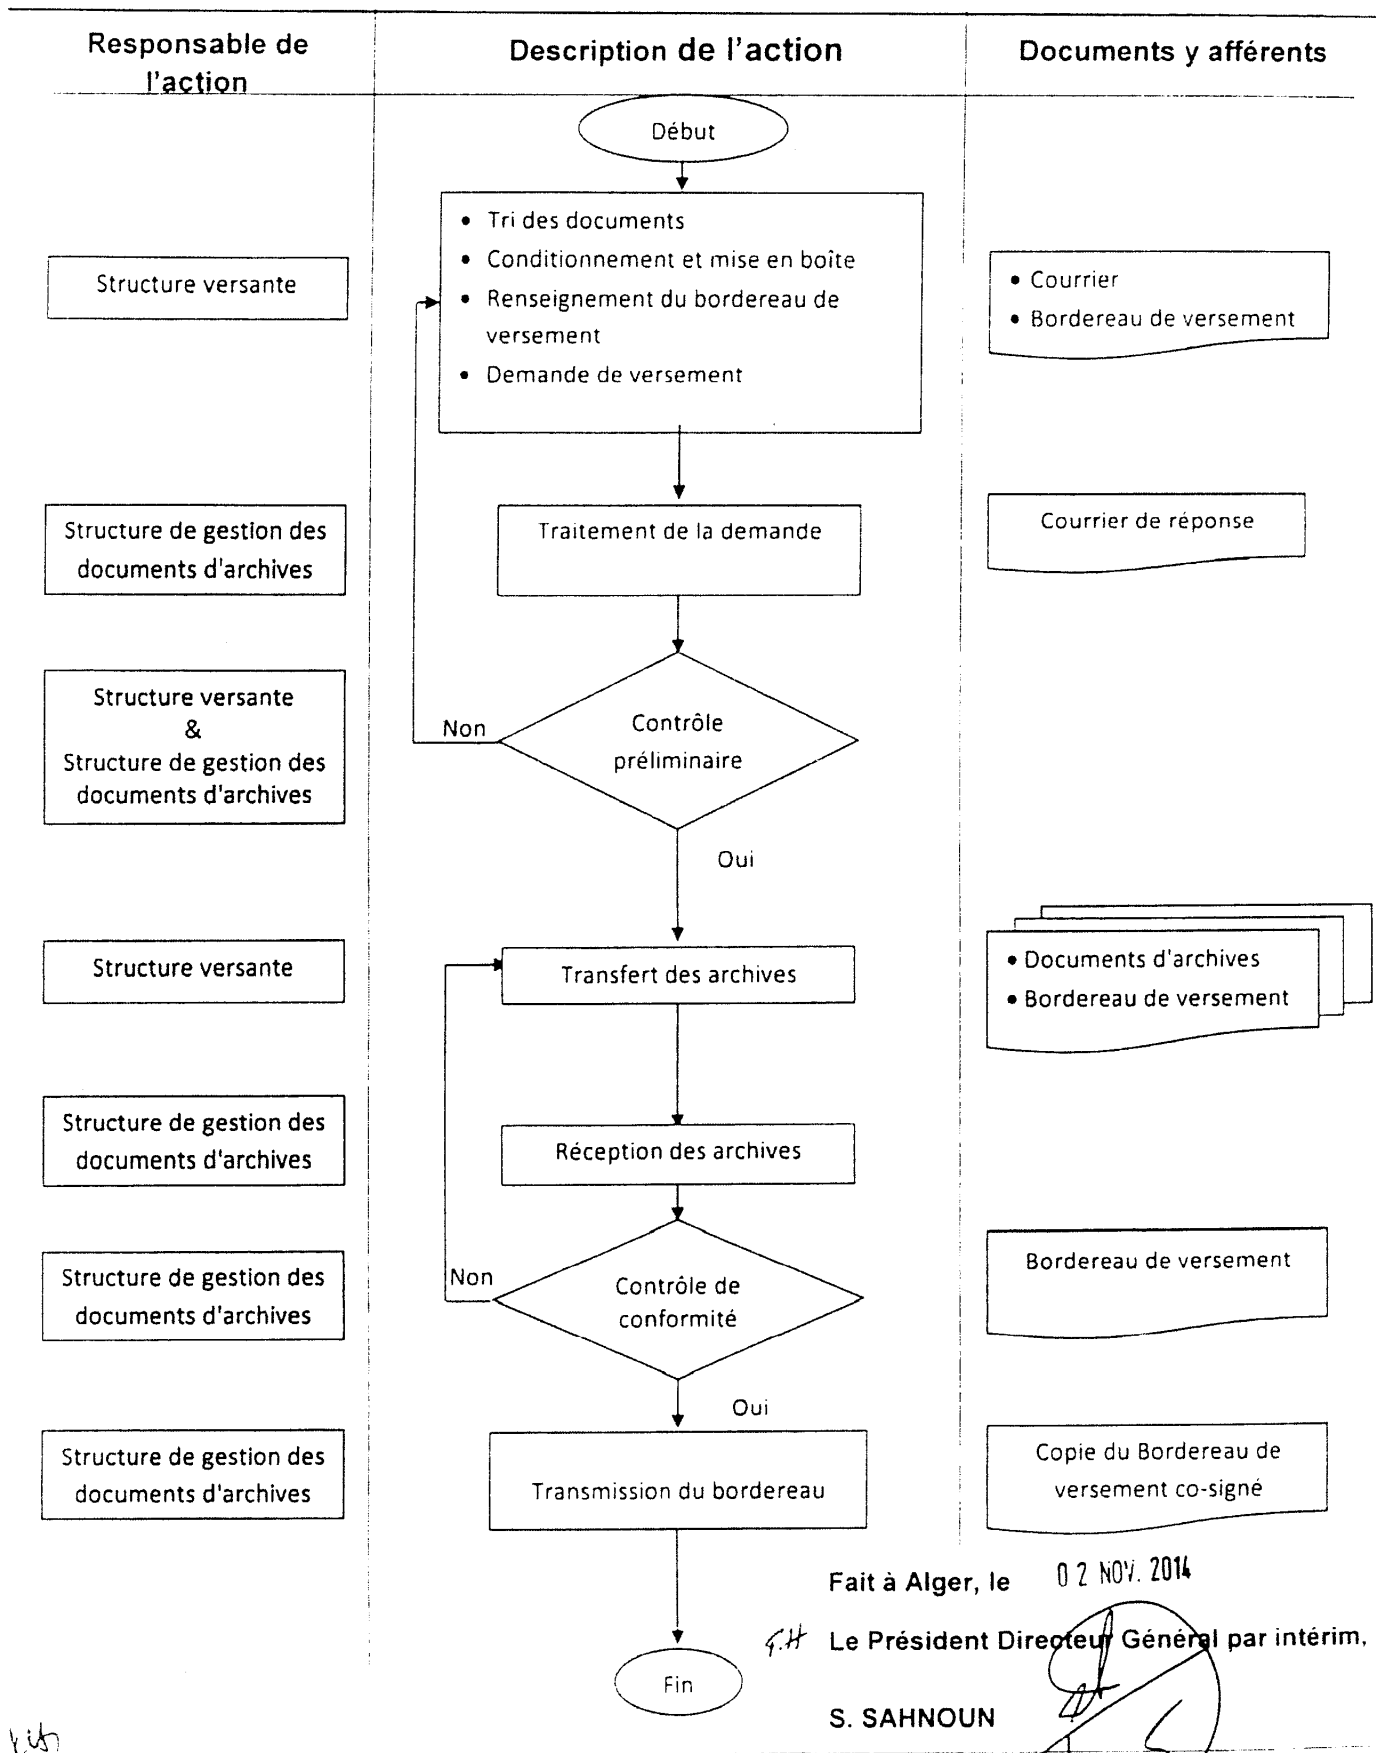 Responsable de
l'action
Description de l'action
Documents y afférents
Début
Structure versante
• Tri des documents
• Conditionnement et mise en boîte
• Renseignement du bordereau de
versement
• Demande de versement
• Courrier
• Bordereau de versement
Structure de gestion des
documents d'archives
Traitement de la demande
Courrier de réponse
Structure versante
&
Structure de gestion des
documents d'archives
Non
Contrôle
préliminaire
Oui
Structure versante
Transfert des archives
• Documents d'archives
• Bordereau de versement
Structure de gestion des
documents d'archives
Réception des archives
Structure de gestion des
documents d'archives
Non
Contrôle de
conformité
Bordereau de versement
Oui
Structure de gestion des
documents d'archives
Transmission du bordereau
Copie du Bordereau de
versement co-signé
Fait à Alger, le 02 NOV. 2014
Le Président Directeur Général par intérim,
Fin
S. SAHNOUN